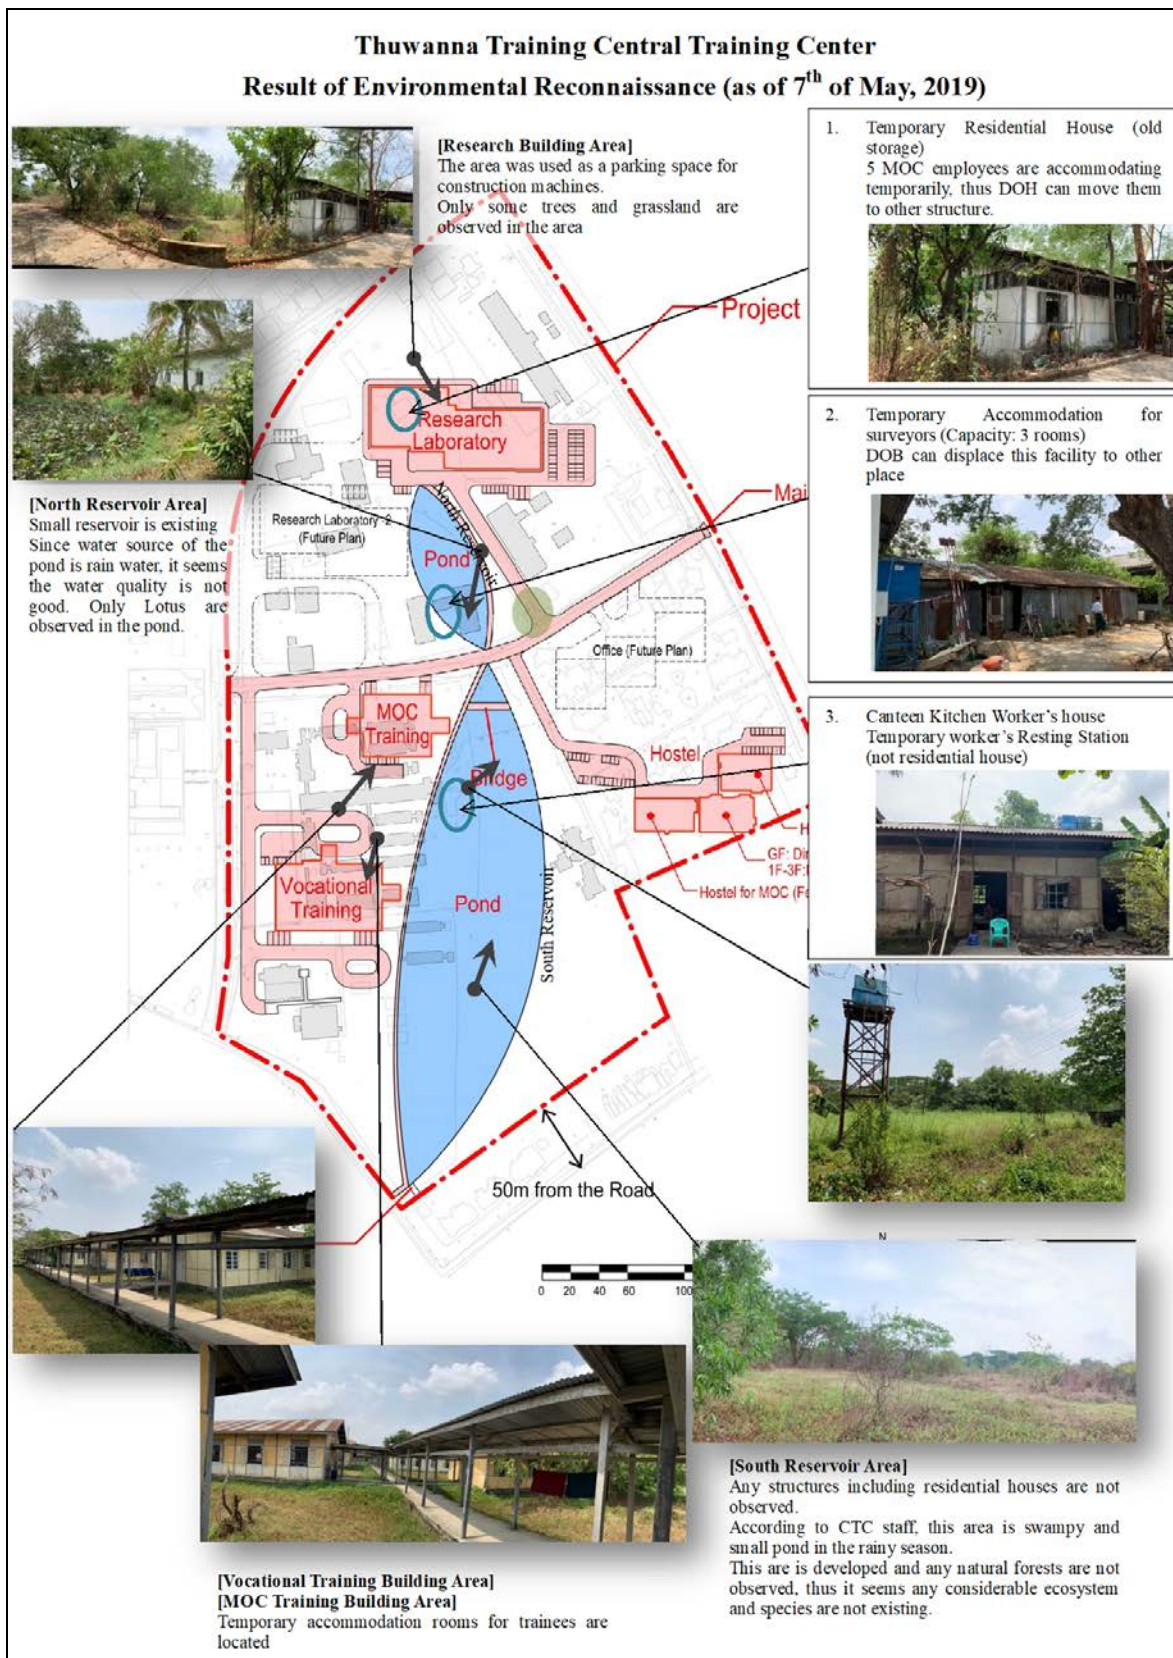 Thuwanna Training Central Training Center
Result of Environmental Reconnaissance (as of 7th of May, 2019)
[Research Building Area]
The area was used as a parking space for
construction machines.
Only some trees and grassland are
observed in the area
1. Temporary Residential House (old
storage)
5 MOC employees are accommodating
temporarily, thus DOH can move them
to other structure.
Project
2. Temporary Accommodation for
surveyors (Capacity: 3 rooms)
DOB can displace this facility to other
place
Mai
[North Reservoir Area]
Small reservoir is existing
Since water source of the
pond is rain water, it seems
the water quality is not
good. Only Lotus are
observed in the pond.
Research
Laboratory
North Reservoir
Research Laboratory -2
(Future Plan)
Pond
Office (Future Plan)
3. Canteen Kitchen Worker's house
Temporary worker's Resting Station
(not residential house)
MOC
Training
Hostel
Bridge
H
GF: Di
1F-3F:
Hostel for MOC (Fe
Vocational
Training
Pond
South Reservoir
50m from the Road
N
0 20 40 60 100
[South Reservoir Area]
Any structures including residential houses are not
observed.
According to CTC staff, this area is swampy and
small pond in the rainy season.
This are is developed and any natural forests are not
observed, thus it seems any considerable ecosystem
and species are not existing.
[Vocational Training Building Area]
[MOC Training Building Area]
Temporary accommodation rooms for trainees are
located